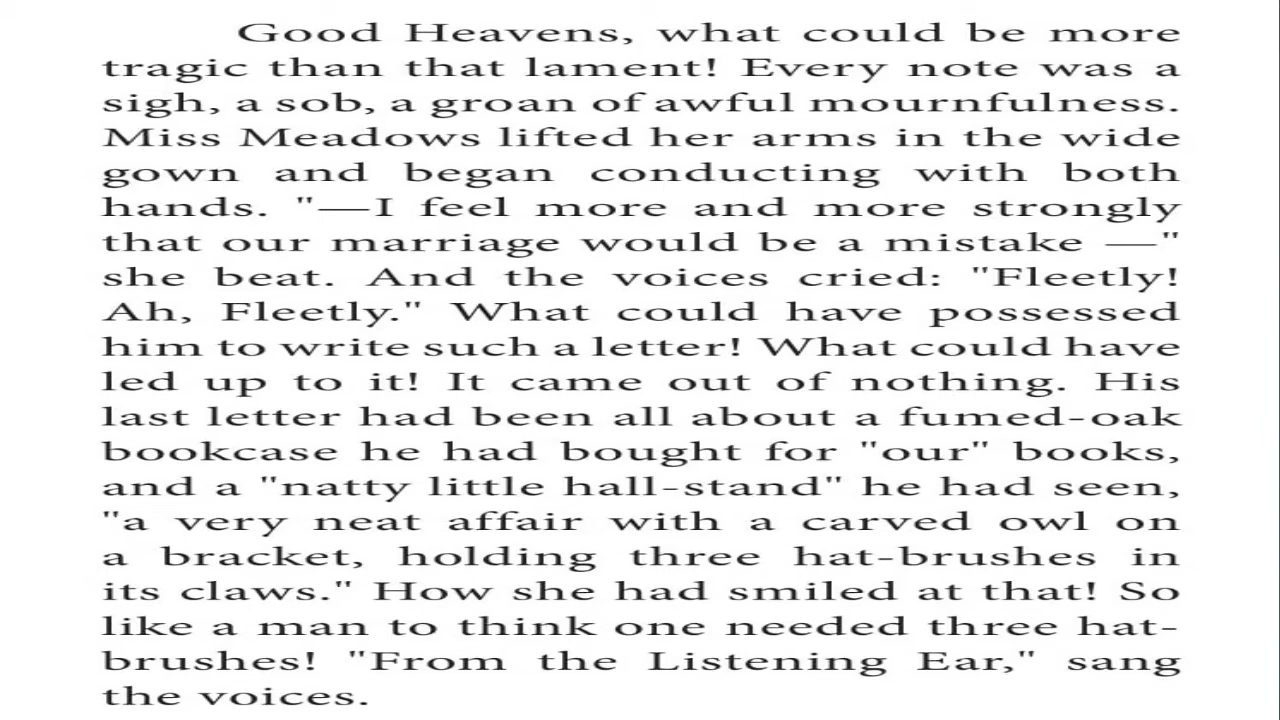 Good Heavens, what could be more
tragic than that lament! Every note was a
sigh, a sob, a groan of awful mournfulness.
Miss Meadows lifted her arms in the wide
gown and began conducting with both
hands. "—I feel more and more strongly
that our marriage would be a mistake —"
she beat. And the voices cried: "Fleetly!
Ah, Fleetly." What could have possessed
him to write such a letter! What could have
led up to it! It came out of nothing. His
last letter had been all about a fumed-oak
bookcase he had bought for "our" books,
and a "natty little hall-stand" he had seen,
"a very neat affair with a carved owl on
a bracket, holding three hat-brushes in
its claws." How she had smiled at that! So
like a man to think one needed three hat-
brushes! "From the Listening Ear," sang
the voices.